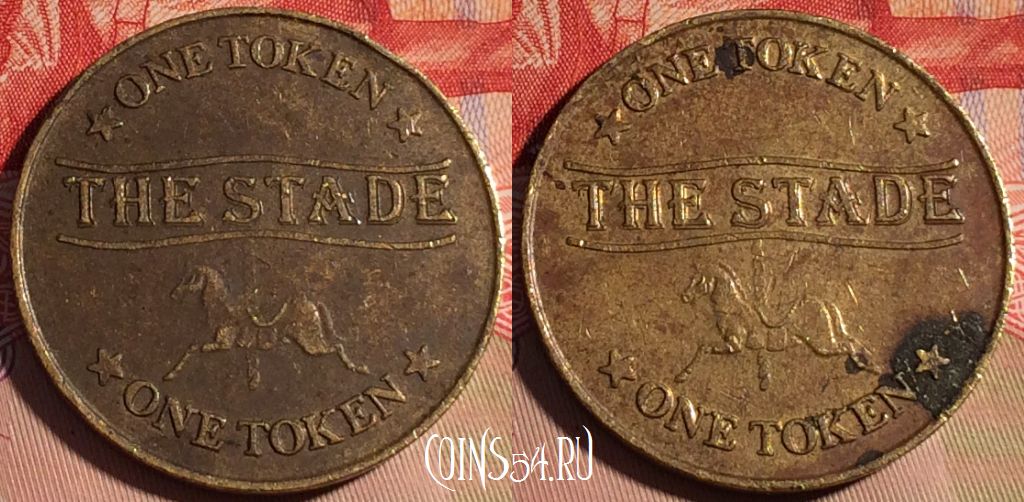 ONE TOKEN
THE STADE
ONE TOKEN
ONE TOKEN
THE STADE
ONE TOKEN
COINS54.RU